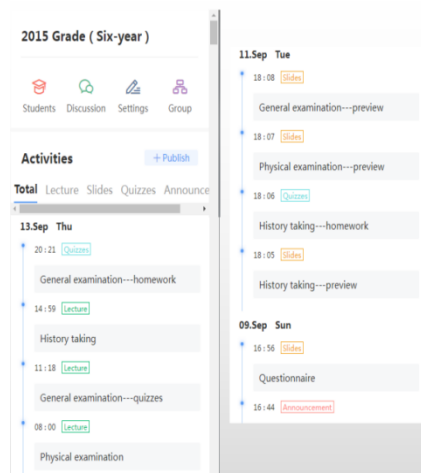 2015 Grade ( Six-year )
Students Discussion Settings Group
Activities + Publish
Total Lecture Slides Quizzes Announce
13.Sep Thu
20 : 21 Quizzes
General examination---homework
14 : 59 Lecture
History taking
11 : 18 Lecture
General examination---quizzes
08 : 00 Lecture
Physical examination
11.Sep Tue
18 : 08 Slides
General examination---preview
18 : 07 Slides
Physical examination---preview
18 : 06 Quizzes
History taking---homework
18 : 05 Slides
History taking---preview
09.Sep Sun
16 : 56 Slides
Questionnaire
16 : 44 Announcement